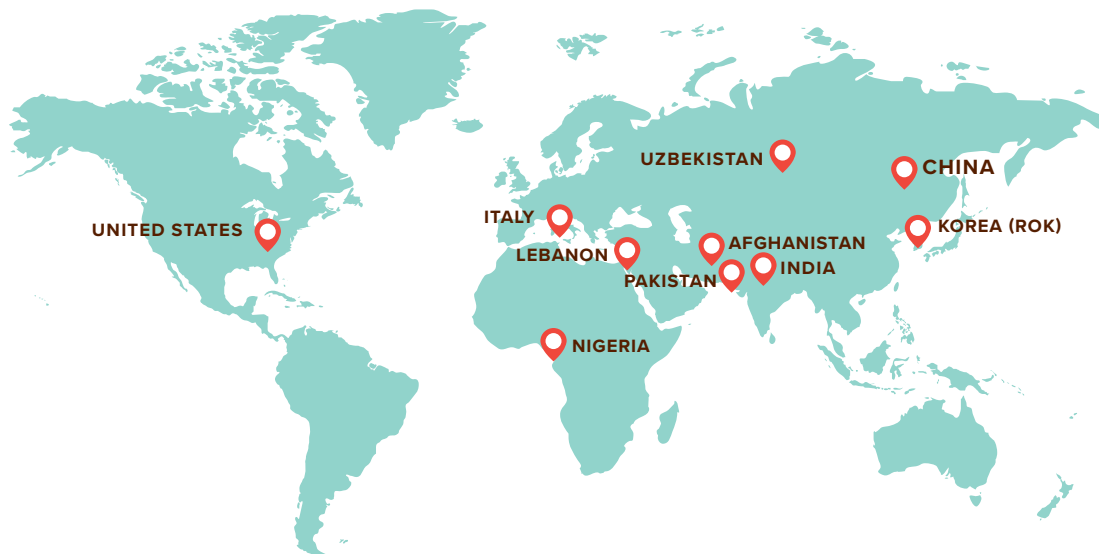 UZBEKISTAN
CHINA
ITALY
UNITED STATES
KOREA (ROK)
AFGHANISTAN
LEBANON
INDIA
PAKISTAN
NIGERIA